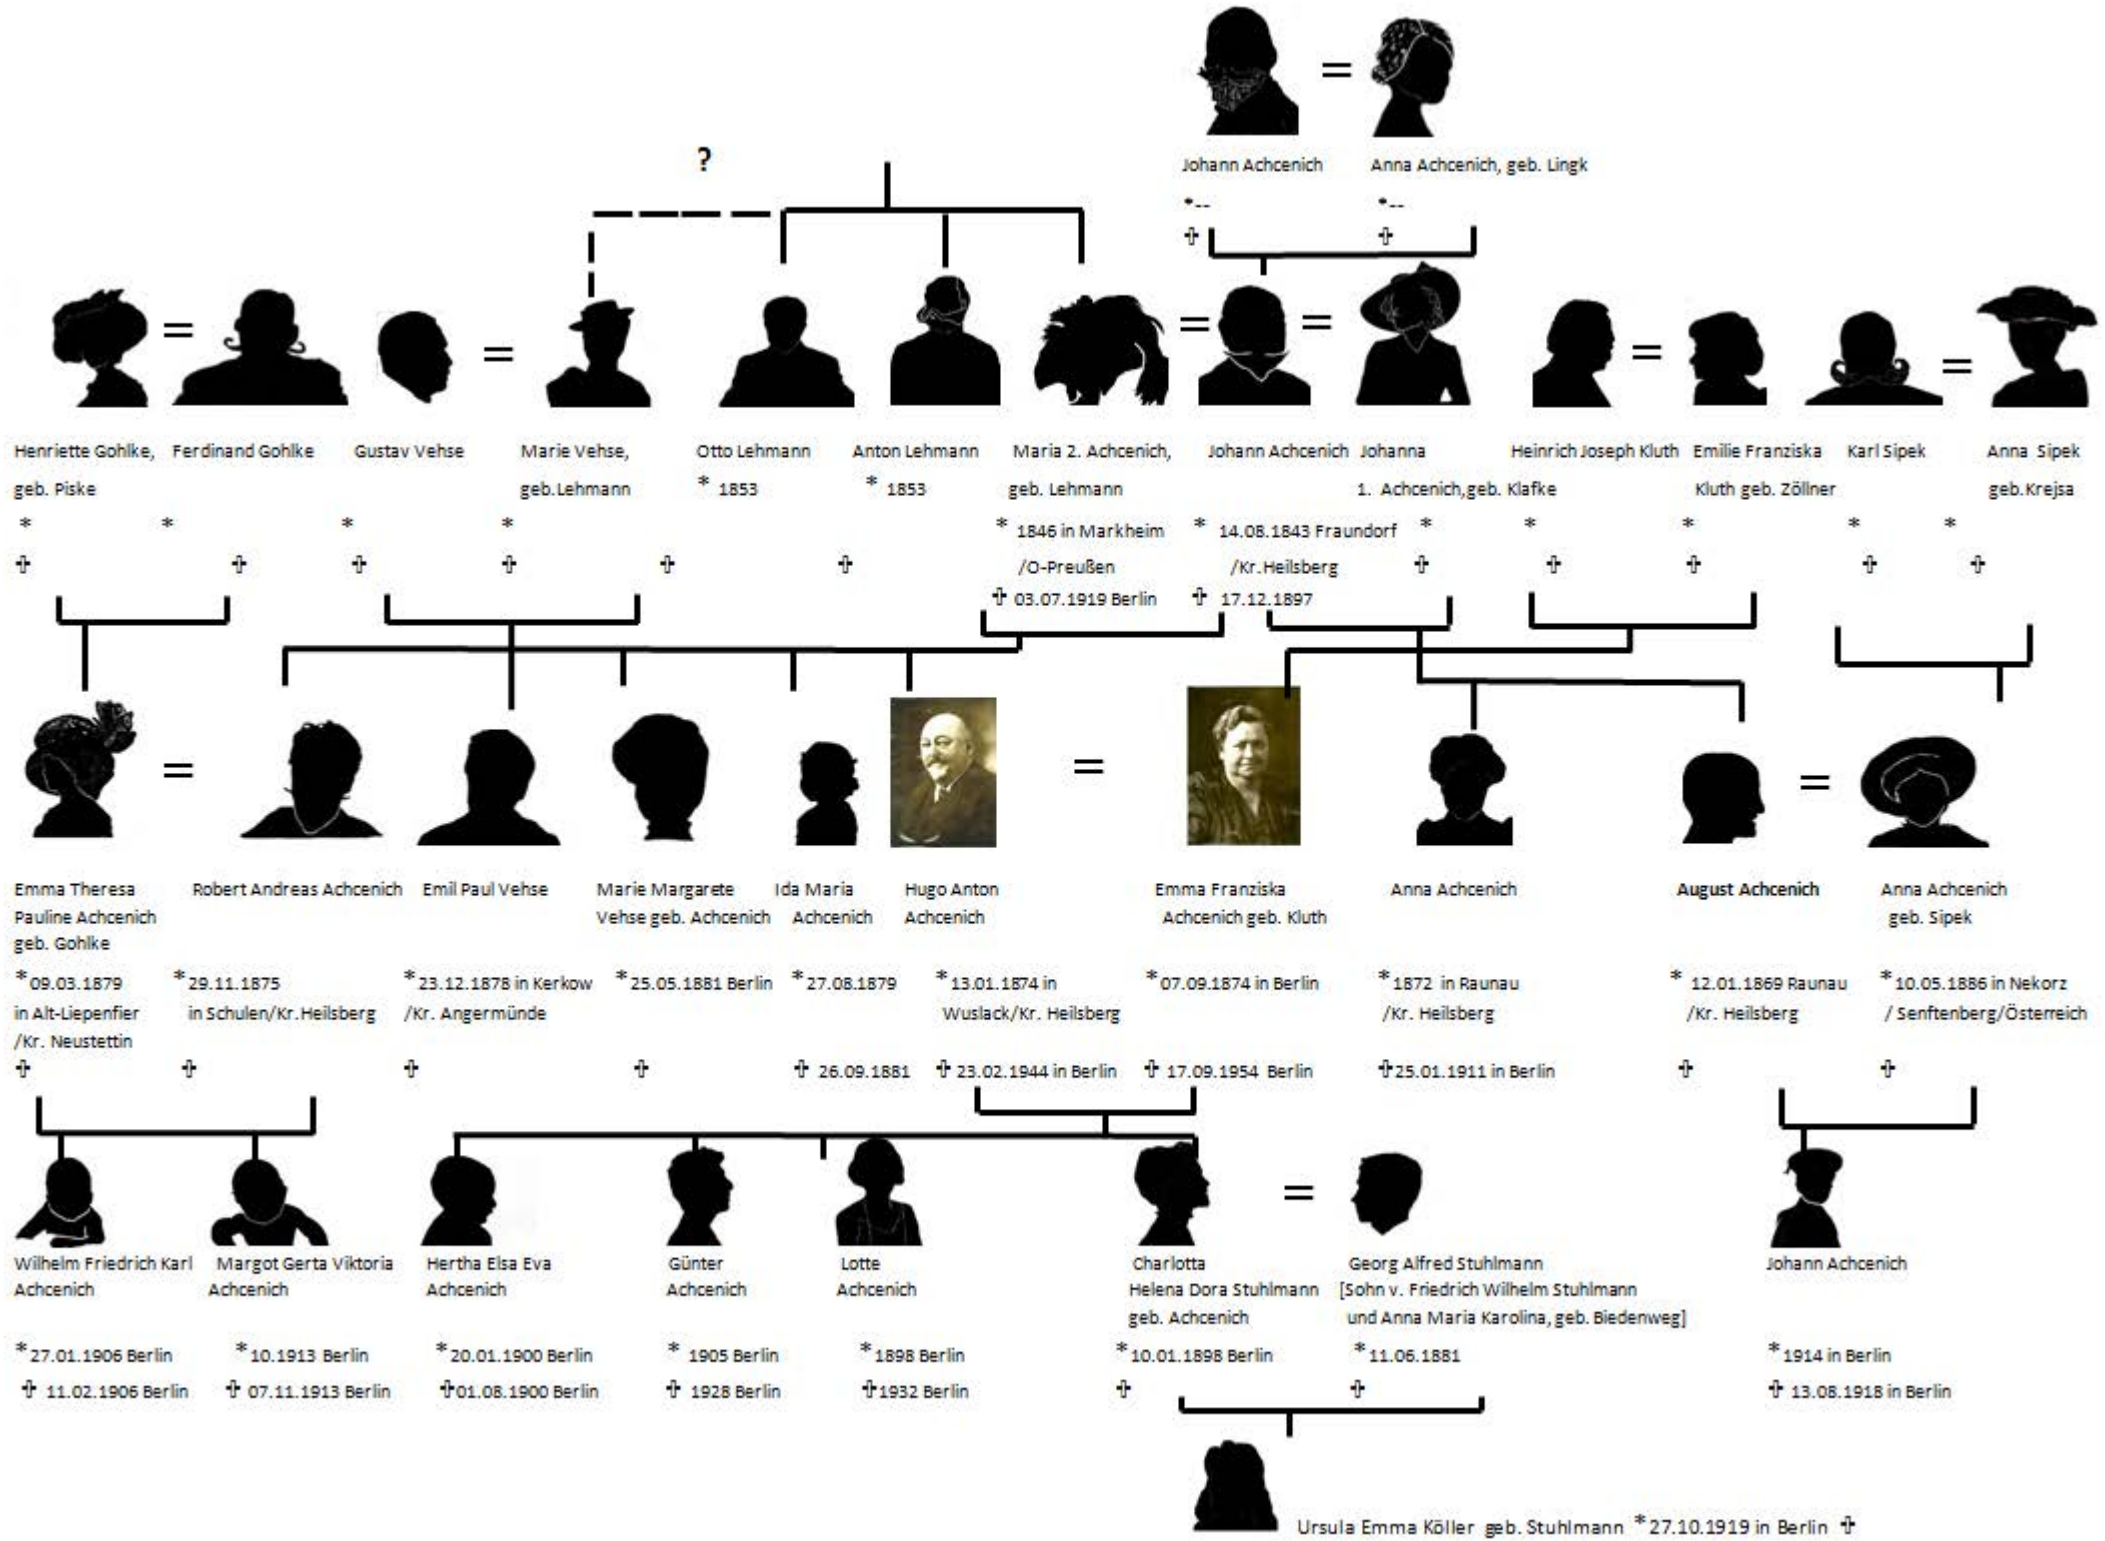 Johann Achcenich
Anna Achcenich, geb. Lingk
?
*--
*--
✞
✞
=
=
=
=
=
=
=
Henriette Gohlke,
geb. Piske
Ferdinand Gohlke
Gustav Vehse
Marie Vehse,
geb.Lehmann
Otto Lehmann
* 1853
Anton Lehmann
* 1853
Maria 2. Achcenich,
geb. Lehmann
Johann Achcenich
Johanna
1. Achcenich,geb. Klafke
Heinrich Joseph Kluth
Emilie Franziska
Kluth geb. Zöllner
Karl Sipek
Anna Sipek
geb.Krejsa
* * * *
* 1846 in Markheim
/O-Preußen
✞ 03.07.1919 Berlin
* 14.08.1843 Fraundorf
/Kr.Heilsberg
✞ 17.12.1897
* * * * *
✞ ✞ ✞ ✞ ✞ ✞
✞ ✞ ✞ ✞ ✞
=
=
=
Emma Theresa
Pauline Achcenich
geb. Gohlke
*09.03.1879
in Alt-Liepenfier
/Kr. Neustettin
✞
Robert Andreas Achcenich
*29.11.1875
in Schulen/Kr.Heilsberg
✞
Emil Paul Vehse
*23.12.1878 in Kerkow
/Kr. Angermünde
✞
Marie Margarete
Vehse geb. Achcenich
*25.05.1881 Berlin
✞
Ida Maria
Achcenich
*27.08.1879
✞ 26.09.1881
Hugo Anton
Achcenich
*13.01.1874 in
Wuslack/Kr. Heilsberg
✞ 23.02.1944 in Berlin
Emma Franziska
Achcenich geb. Kluth
*07.09.1874 in Berlin
✞ 17.09.1954 Berlin
Anna Achcenich
*1872 in Raunau
/Kr. Heilsberg
✞25.01.1911 in Berlin
August Achcenich
* 12.01.1869 Raunau
/Kr. Heilsberg
✞
Anna Achcenich
geb. Sipek
*10.05.1886 in Nekorz
/ Senftenberg/Österreich
✞
=
Wilhelm Friedrich Karl
Achcenich
*27.01.1906 Berlin
✞ 11.02.1906 Berlin
Margot Gerta Viktoria
Achcenich
*10.1913 Berlin
✞ 07.11.1913 Berlin
Hertha Elsa Eva
Achcenich
*20.01.1900 Berlin
✞01.08.1900 Berlin
Günter
Achcenich
* 1905 Berlin
✞ 1928 Berlin
Lotte
Achcenich
*1898 Berlin
✞1932 Berlin
Charlotta
Helena Dora Stuhlmann
geb. Achcenich
*10.01.1898 Berlin
✞
Georg Alfred Stuhlmann
[Sohn v. Friedrich Wilhelm Stuhlmann
und Anna Maria Karolina, geb. Biedenweg]
*11.06.1881
✞
Johann Achcenich
*1914 in Berlin
✞ 13.08.1918 in Berlin
Ursula Emma Köller geb. Stuhlmann *27.10.1919 in Berlin ✞